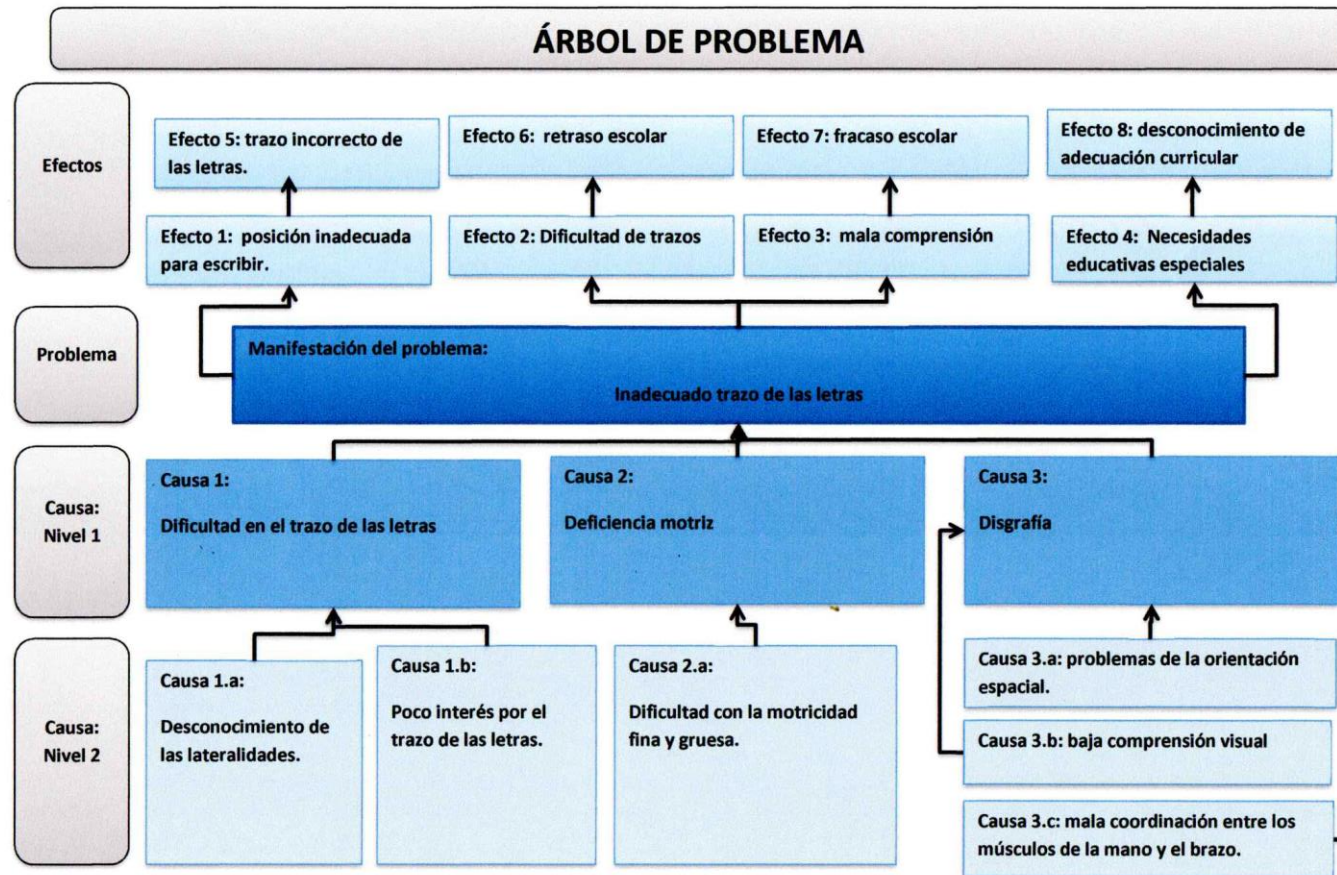 ÁRBOL DE PROBLEMA
Efectos
Efecto 5: trazo incorrecto de
las letras.
Efecto 6: retraso escolar
Efecto 7: fracaso escolar
Efecto 8: desconocimiento de
adecuación curricular
Efecto 1: posición inadecuada
para escribir.
Efecto 2: Dificultad de trazos
Efecto 3: mala comprensión
Efecto 4: Necesidades
educativas especiales
Problema
Manifestación del problema:
Inadecuado trazo de las letras
Causa:
Nivel 1
Causa 1:
Dificultad en el trazo de las letras
Causa 2:
Deficiencia motriz
Causa 3:
Disgrafía
Causa:
Nivel 2
Causa 1.a:
Desconocimiento de
las lateralidades.
Causa 1.b:
Poco interés por el
trazo de las letras.
Causa 2.a:
Dificultad con la motricidad
fina y gruesa.
Causa 3.a: problemas de la orientación
espacial.
Causa 3.b: baja comprensión visual
Causa 3.c: mala coordinación entre los
músculos de la mano y el brazo.